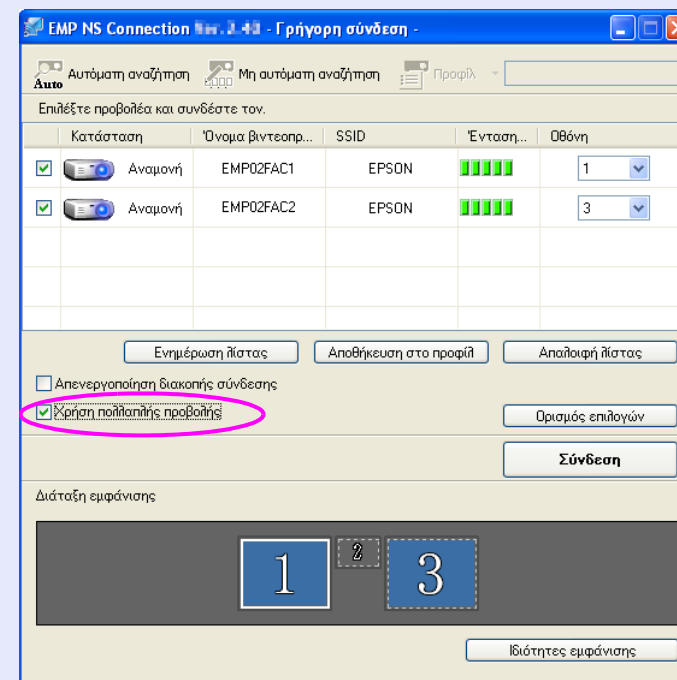 EMP NS Connection - Γρήγορη σύνδεση -
Auto Αυτόματη αναζήτηση Μη αυτόματη αναζήτηση Προφίλ
Επιλέξτε προβολέα και συνδέστε τον.
Κατάσταση Όνομα βιντεοπρ... SSID Ένταση... Οθόνη
Αναμονή EMP02FAC1 EPSON 1
Αναμονή EMP02FAC2 EPSON 3
Ενημέρωση λίστας Αποθήκευση στο προφίλ Απαλοιφή λίστας
Απενεργοποίηση διακοπής σύνδεσης
Χρήση πολλαπλής προβολής Ορισμός επιλογών
Σύνδεση
Διάταξη εμφάνισης
1 2 3
Ιδιότητες εμφάνισης